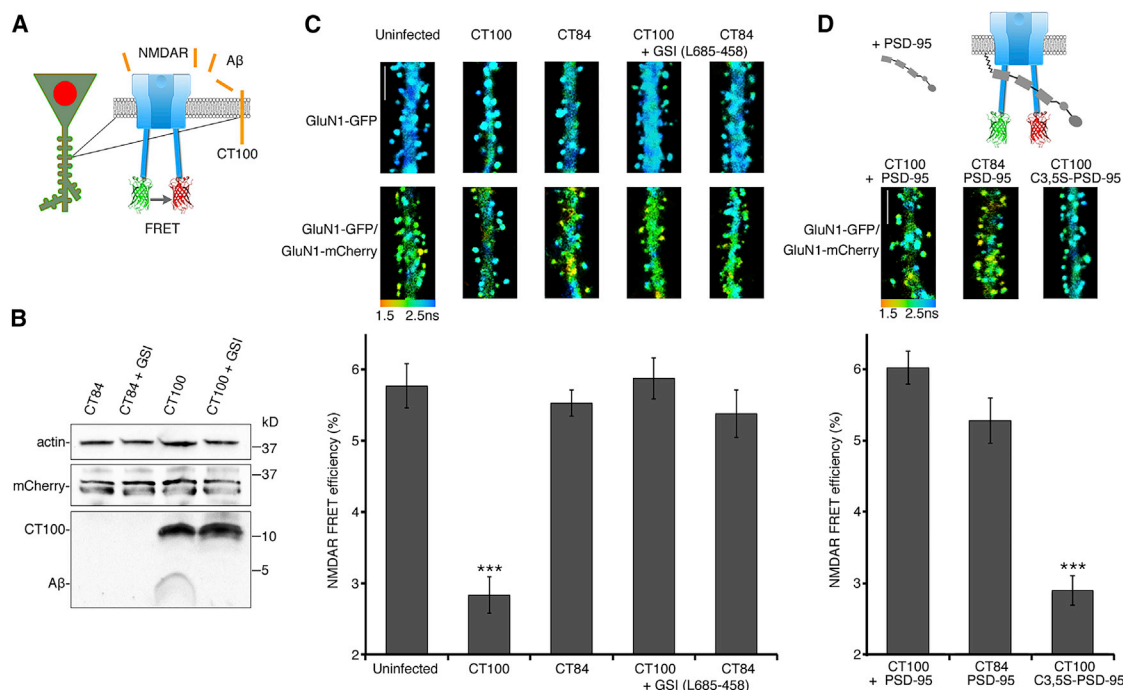 A
NMDAR
Aβ
CT100
FRET
B
CT84
CT84 + GSI
CT100
CT100 + GSI
kD
actin-
-37
mCherry-
-37
CT100-
-10
-5
Aβ-
C
Uninfected
CT100
CT84
CT100
CT84
+ GSI (L685-458)
GluN1-GFP
GluN1-GFP/
GluN1-mCherry
1.5 2.5ns
NMDAR FRET efficiency (%)
6
5
4
3
2
***
Uninfected
CT100
CT84
CT100
CT84
+ GSI (L685-458)
D
+ PSD-95
CT100
+ PSD-95
CT84
PSD-95
CT100
C3,5S-PSD-95
GluN1-GFP/
GluN1-mCherry
1.5 2.5ns
NMDAR FRET efficiency (%)
6
5
4
3
2
***
CT100
+ PSD-95
CT84
PSD-95
CT100
C3,5S-PSD-95